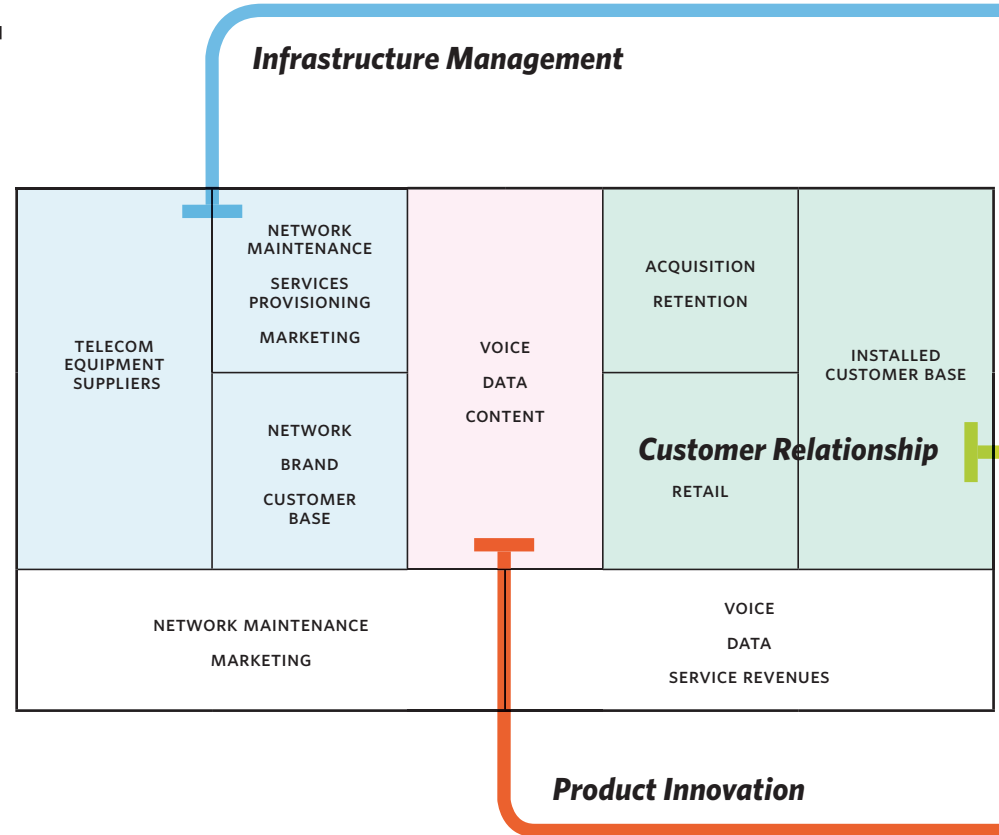 Infrastructure Management
TELECOM
EQUIPMENT
SUPPLIERS
NETWORK
MAINTENANCE
SERVICES
PROVISIONING
MARKETING
NETWORK
BRAND
CUSTOMER
BASE
VOICE
DATA
CONTENT
ACQUISITION
RETENTION
Customer Relationship
RETAIL
INSTALLED
CUSTOMER BASE
NETWORK MAINTENANCE
MARKETING
VOICE
DATA
SERVICE REVENUES
Product Innovation